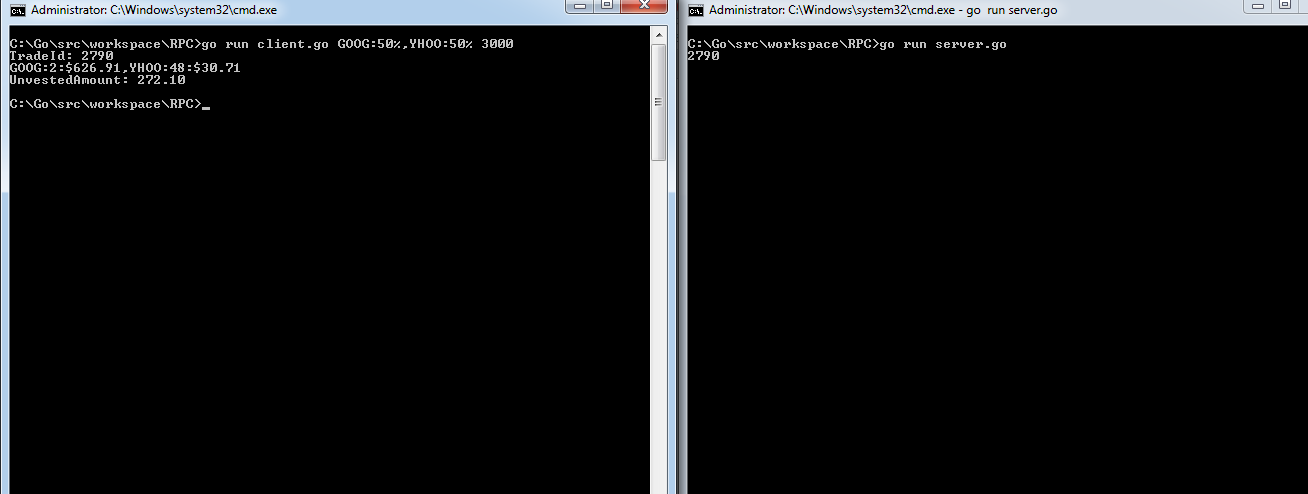 Administrator: C:\Windows\system32\cmd.exe
C:\Go\src\workspace\RPC>go run client.go GOOG:50%,YHOO:50% 3000
TradeId: 2790
GOOG:2:$626.91,YHOO:48:$30.71
UnvestedAmount: 272.10
C:\Go\src\workspace\RPC>_
Administrator: C:\Windows\system32\cmd.exe - go  run server.go
C:\Go\src\workspace\RPC>go run server.go
2790